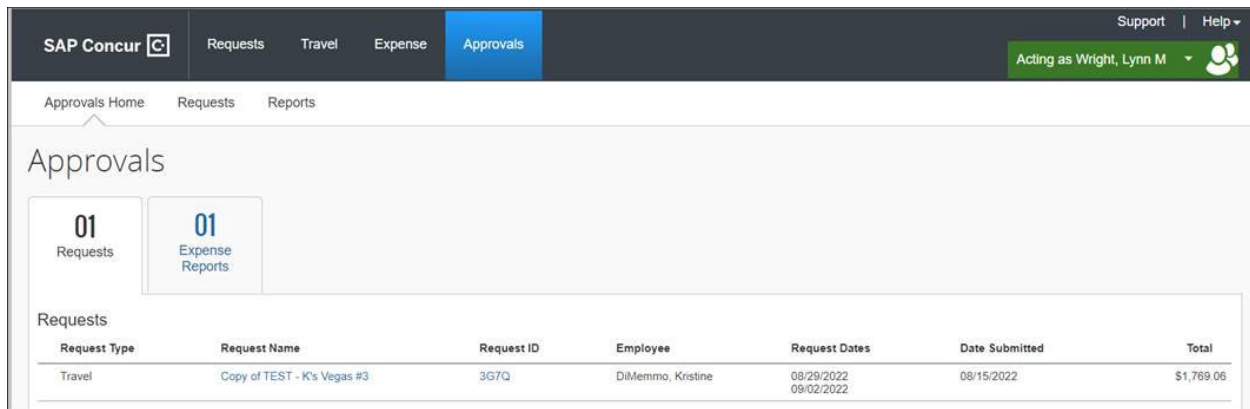 Support | Help
SAP Concur C Requests Travel Expense Approvals
Acting as Wright, Lynn M
Approvals Home Requests Reports
Approvals
01
Requests
01
Expense
Reports
Requests
Request Type Request Name Request ID Employee Request Dates Date Submitted Total
Travel Copy of TEST - K's Vegas #3 3G7Q DiMemmo, Kristine 08/29/2022 08/15/2022 $1,769.06
09/02/2022